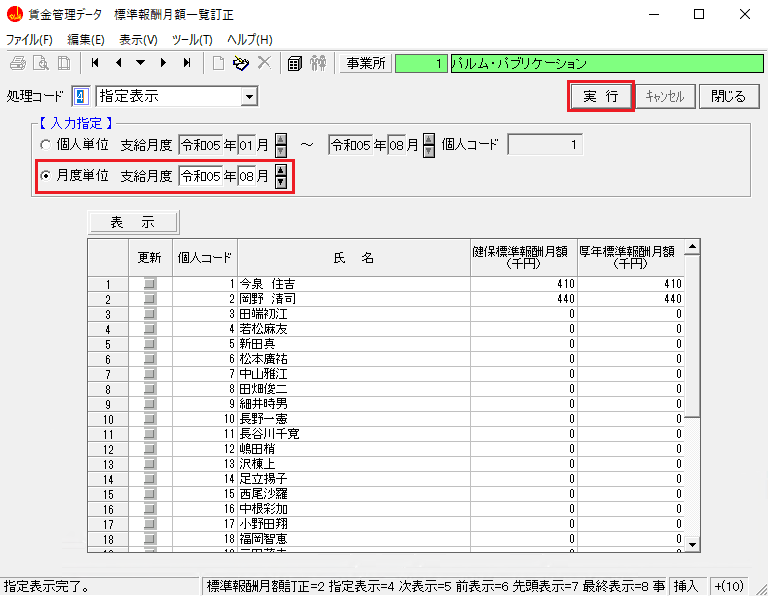 賃金管理データ　標準報酬月額一覧訂正
ファイル(F)　編集(E)　表示(V)　ツール(T)　ヘルプ(H)
事業所　1　パルム・パブリケーション
処理コード　4　指定表示　実 行　キャンセル　閉じる
【 入力指定 】
個人単位　支給月度　令和05 年 01 月　～　令和05 年 08 月　個人コード　1
月度単位　支給月度　令和05 年 08 月
表 示
更新　個人コード　氏 名　健保標準報酬月額(千円)　厚年標準報酬月額(千円)
1　1　今泉　住吉　410　410
2　2　岡野　清司　440　440
3　3　田端初江　0　0
4　4　若松麻友　0　0
5　5　新田真　0　0
6　6　松本廣祐　0　0
7　7　中山雅江　0　0
8　8　田畑俊二　0　0
9　9　細井時男　0　0
10　10　長野一憲　0　0
11　11　長谷川千寛　0　0
12　12　嶋田梢　0　0
13　13　沢棟上　0　0
14　14　足立揚子　0　0
15　15　西尾沙羅　0　0
16　16　中根彩加　0　0
17　17　小野田翔　0　0
18　18　福岡智恵　0　0
指定表示完了。　標準報酬月額訂正=2 指定表示=4 次表示=5 前表示=6 先頭表示=7 最終表示=8 事　挿入　+(10)